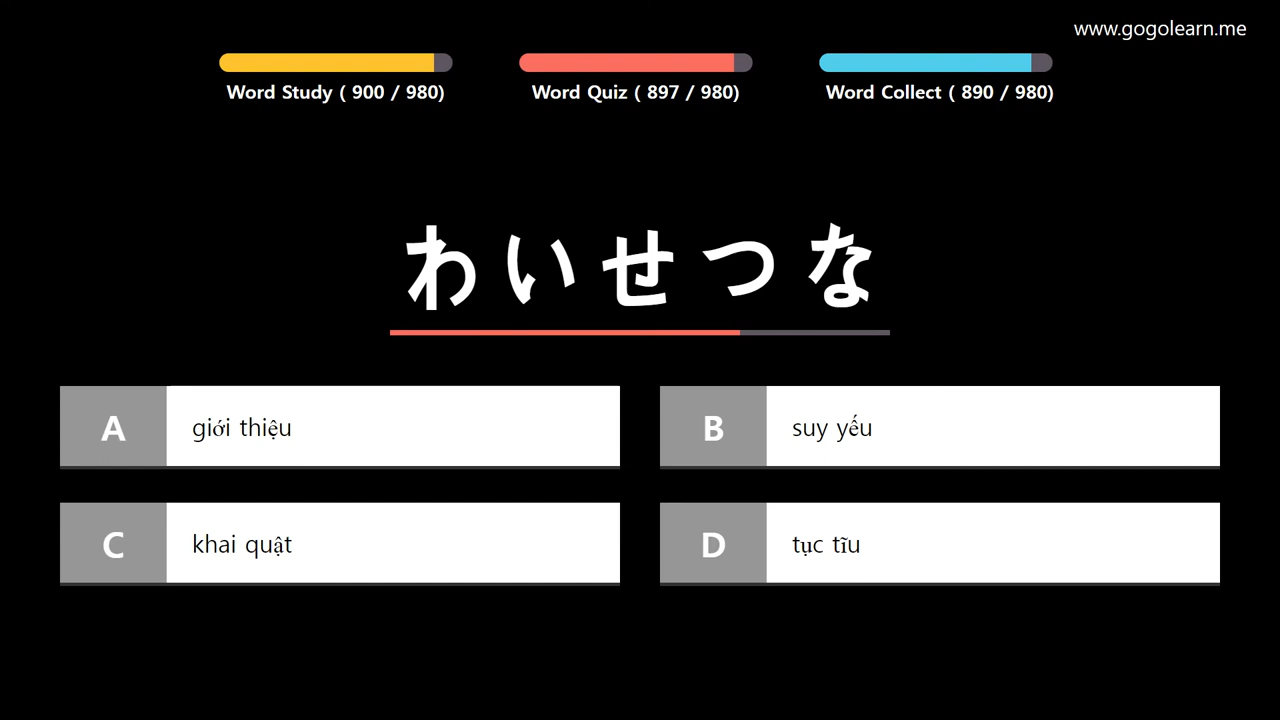 www.gogolearn.me
Word Study ( 900 / 980)
Word Quiz ( 897 / 980)
Word Collect ( 890 / 980)
わいせつな
A giới thiệu
B suy yếu
C khai quật
D tục tĩu